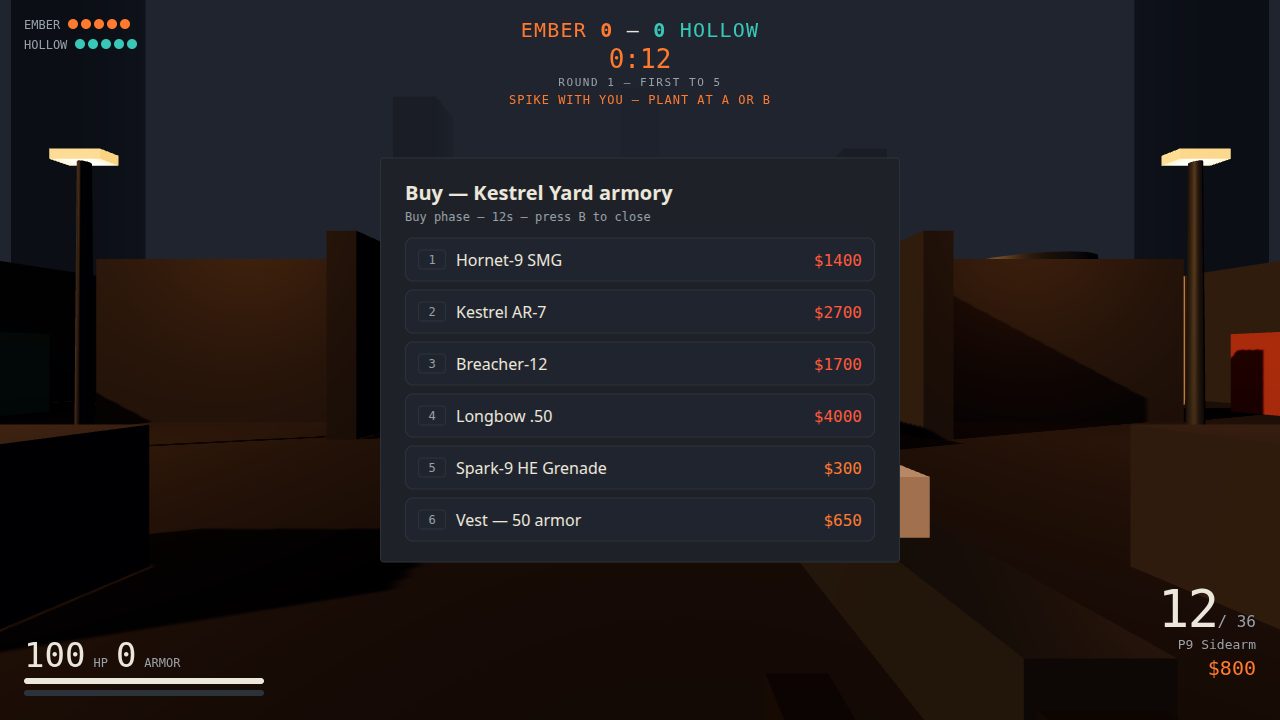 EMBER
HOLLOW
EMBER 0 — 0 HOLLOW
0:12
ROUND 1 — FIRST TO 5
SPIKE WITH YOU — PLANT AT A OR B
Buy — Kestrel Yard armory
Buy phase — 12s — press B to close
1 Hornet-9 SMG $1400
2 Kestrel AR-7 $2700
3 Breacher-12 $1700
4 Longbow .50 $4000
5 Spark-9 HE Grenade $300
6 Vest — 50 armor $650
100 HP 0 ARMOR
12 / 36
P9 Sidearm
$800